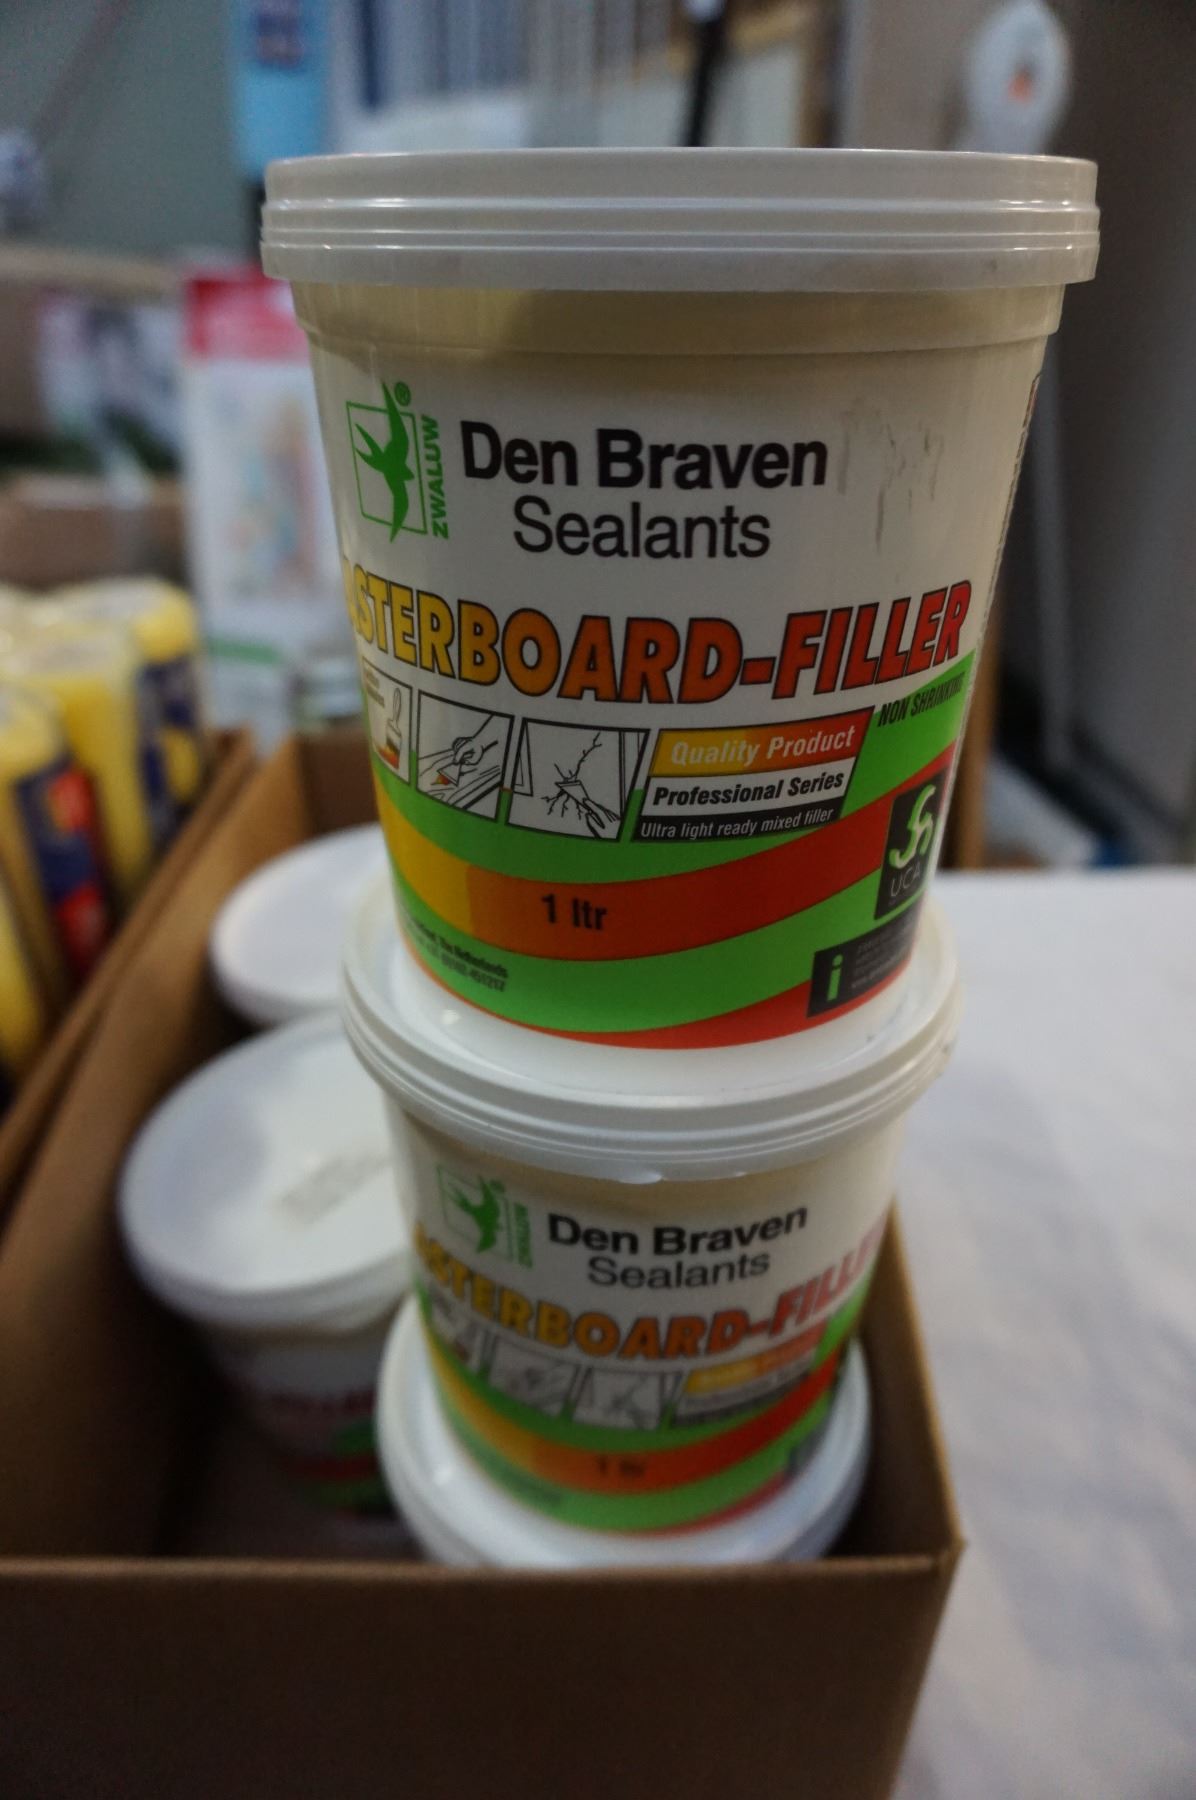 ZWALUW
Den Braven
Sealants
ASTERBOARD-FILLER
NON SHRINKING
Quality Product
Professional Series
Ultra light ready mixed filler
UCA
1 ltr
i
ZWALUW
Den Braven
Sealants
ASTERBOARD-FILLE
1 ltr